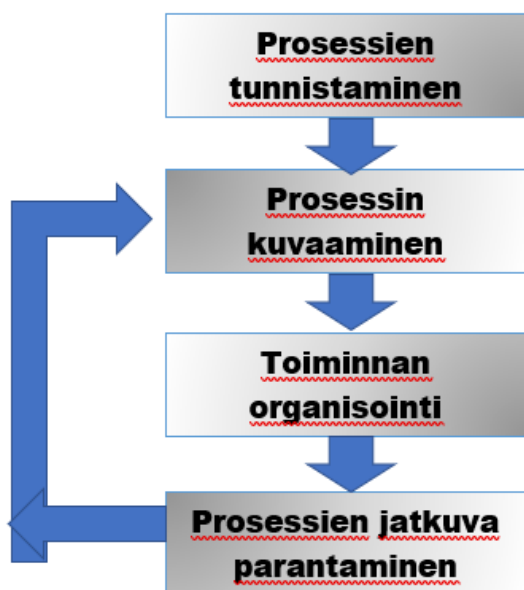 Prosessien
tunnistaminen
Prosessin
kuvaaminen
Toiminnan
organisointi
Prosessien jatkuva
parantaminen